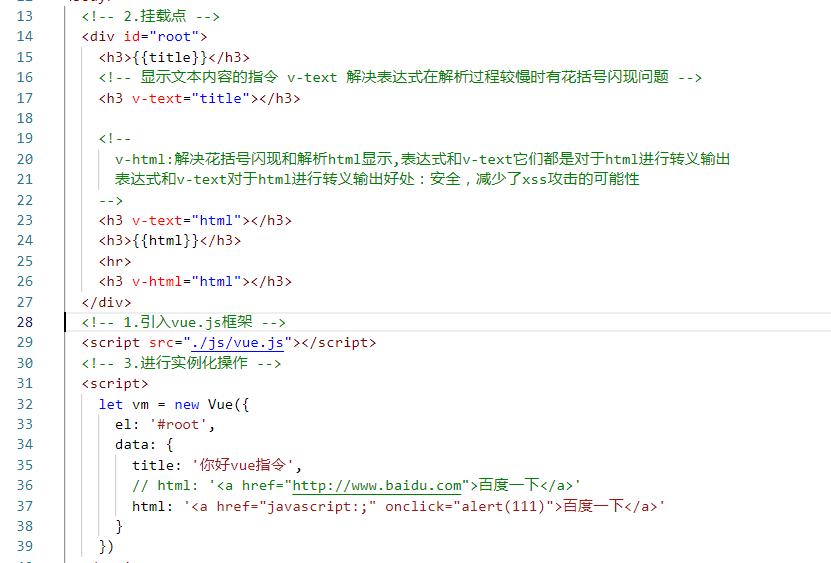 13 <!-- 2.挂载点 -->
14 <div id="root">
15 <h3>{{title}}</h3>
16 <!-- 显示文本内容的指令 v-text 解决表达式在解析过程较慢时有花括号闪现问题 -->
17 <h3 v-text="title"></h3>
18
19 <!--
20 v-html:解决花括号闪现和解析html显示,表达式和v-text它们都是对于html进行转义输出
21 表达式和v-text对于html进行转义输出好处：安全，减少了xss攻击的可能性
22 -->
23 <h3 v-text="html"></h3>
24 <h3>{{html}}</h3>
25 <hr>
26 <h3 v-html="html"></h3>
27 </div>
28 <!-- 1.引入vue.js框架 -->
29 <script src="./js/vue.js"></script>
30 <!-- 3.进行实例化操作 -->
31 <script>
32 let vm = new Vue({
33 el: '#root',
34 data: {
35 title: '你好vue指令',
36 // html: '<a href="http://www.baidu.com">百度一下</a>'
37 html: '<a href="javascript:;" onclick="alert(111)">百度一下</a>'
38 }
39 })